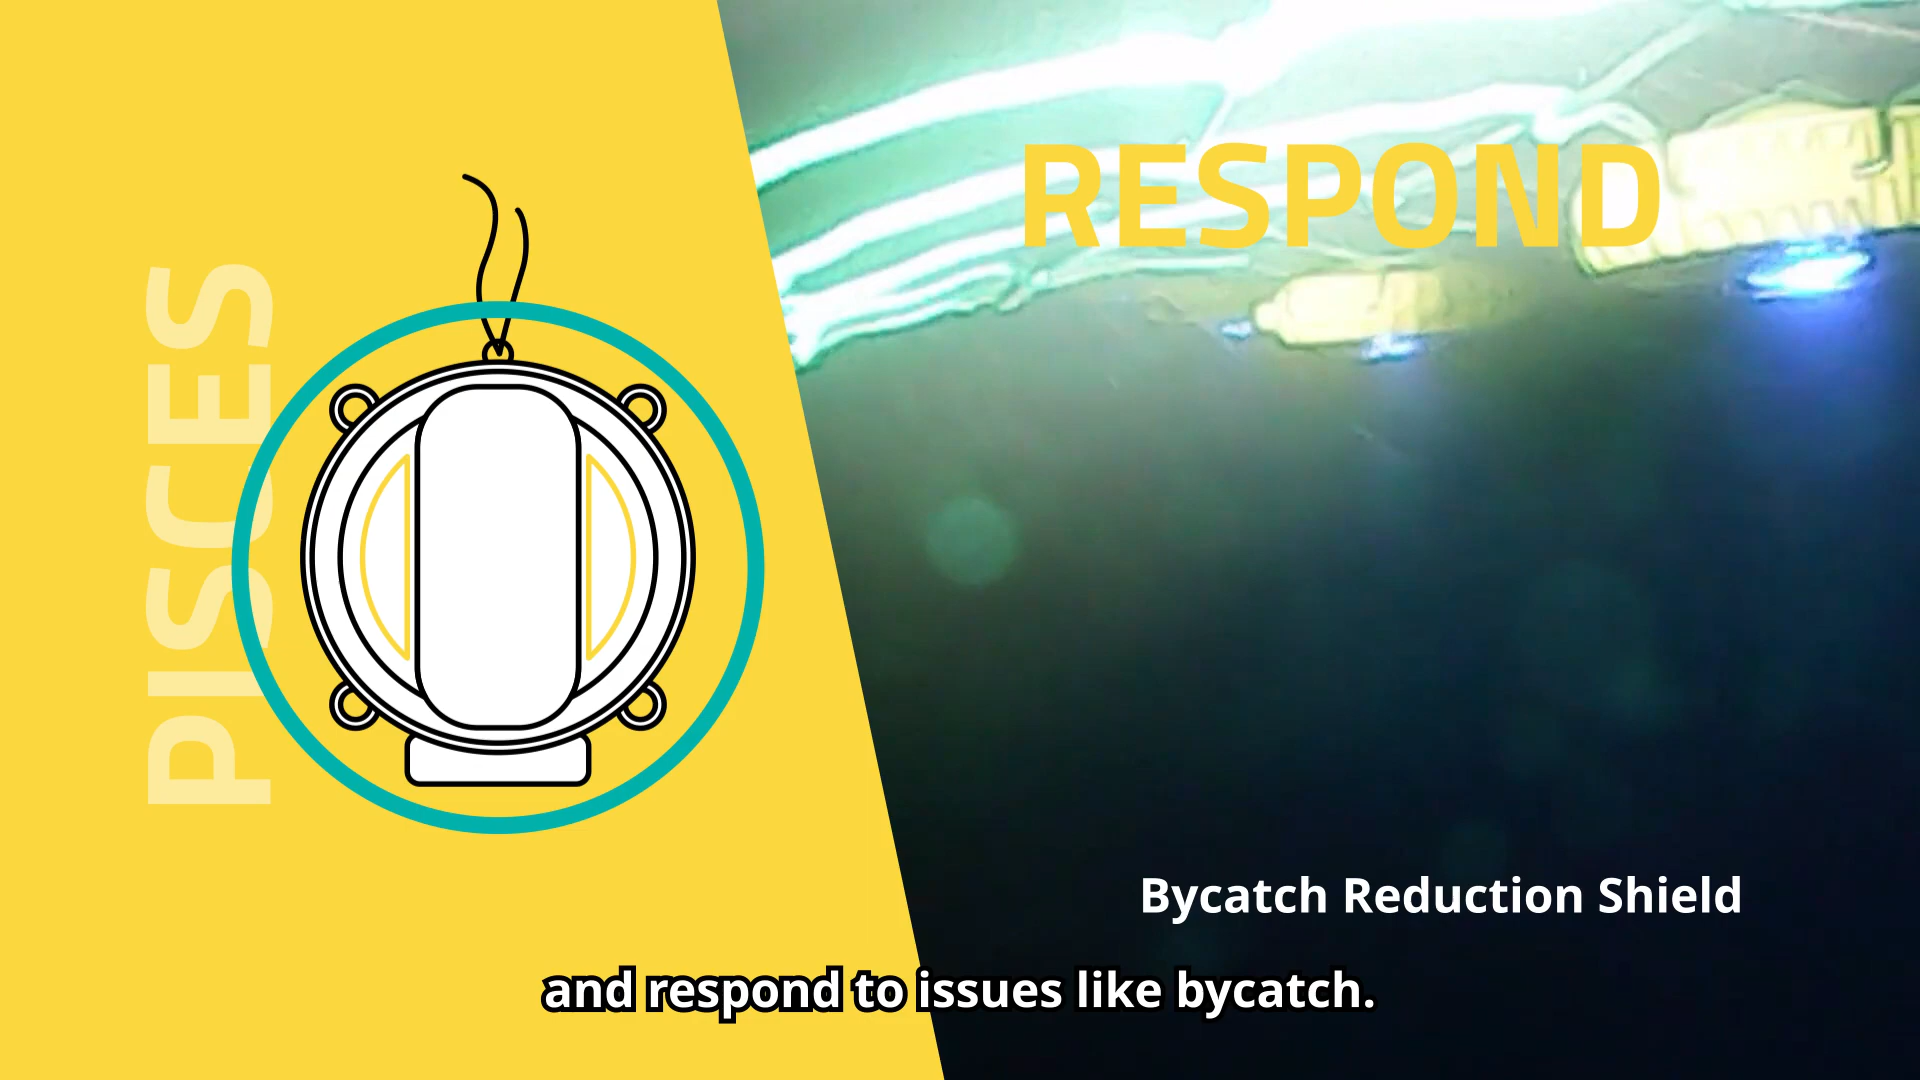 PISCES
RESPOND
Bycatch Reduction Shield
and respond to issues like bycatch.